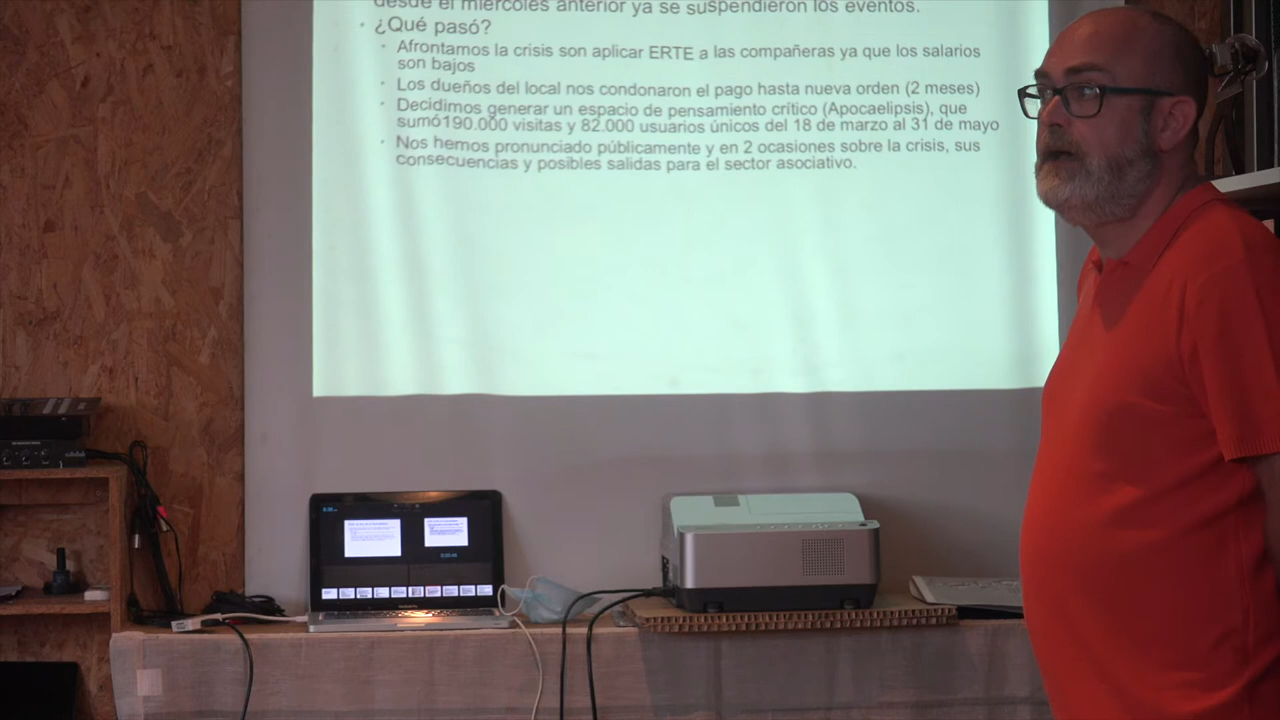 desde el miércoles anterior ya se suspendieron los eventos.
¿Qué pasó?
Afrontamos la crisis son aplicar ERTE a las compañeras ya que los salarios
son bajos
Los dueños del local nos condonaron el pago hasta nueva orden (2 meses)
Decidimos generar un espacio de pensamiento crítico (Apocaelipsis), que
sumó190.000 visitas y 82.000 usuarios únicos del 18 de marzo al 31 de mayo
Nos hemos pronunciado públicamente y en 2 ocasiones sobre la crisis, sus
consecuencias y posibles salidas para el sector asociativo.